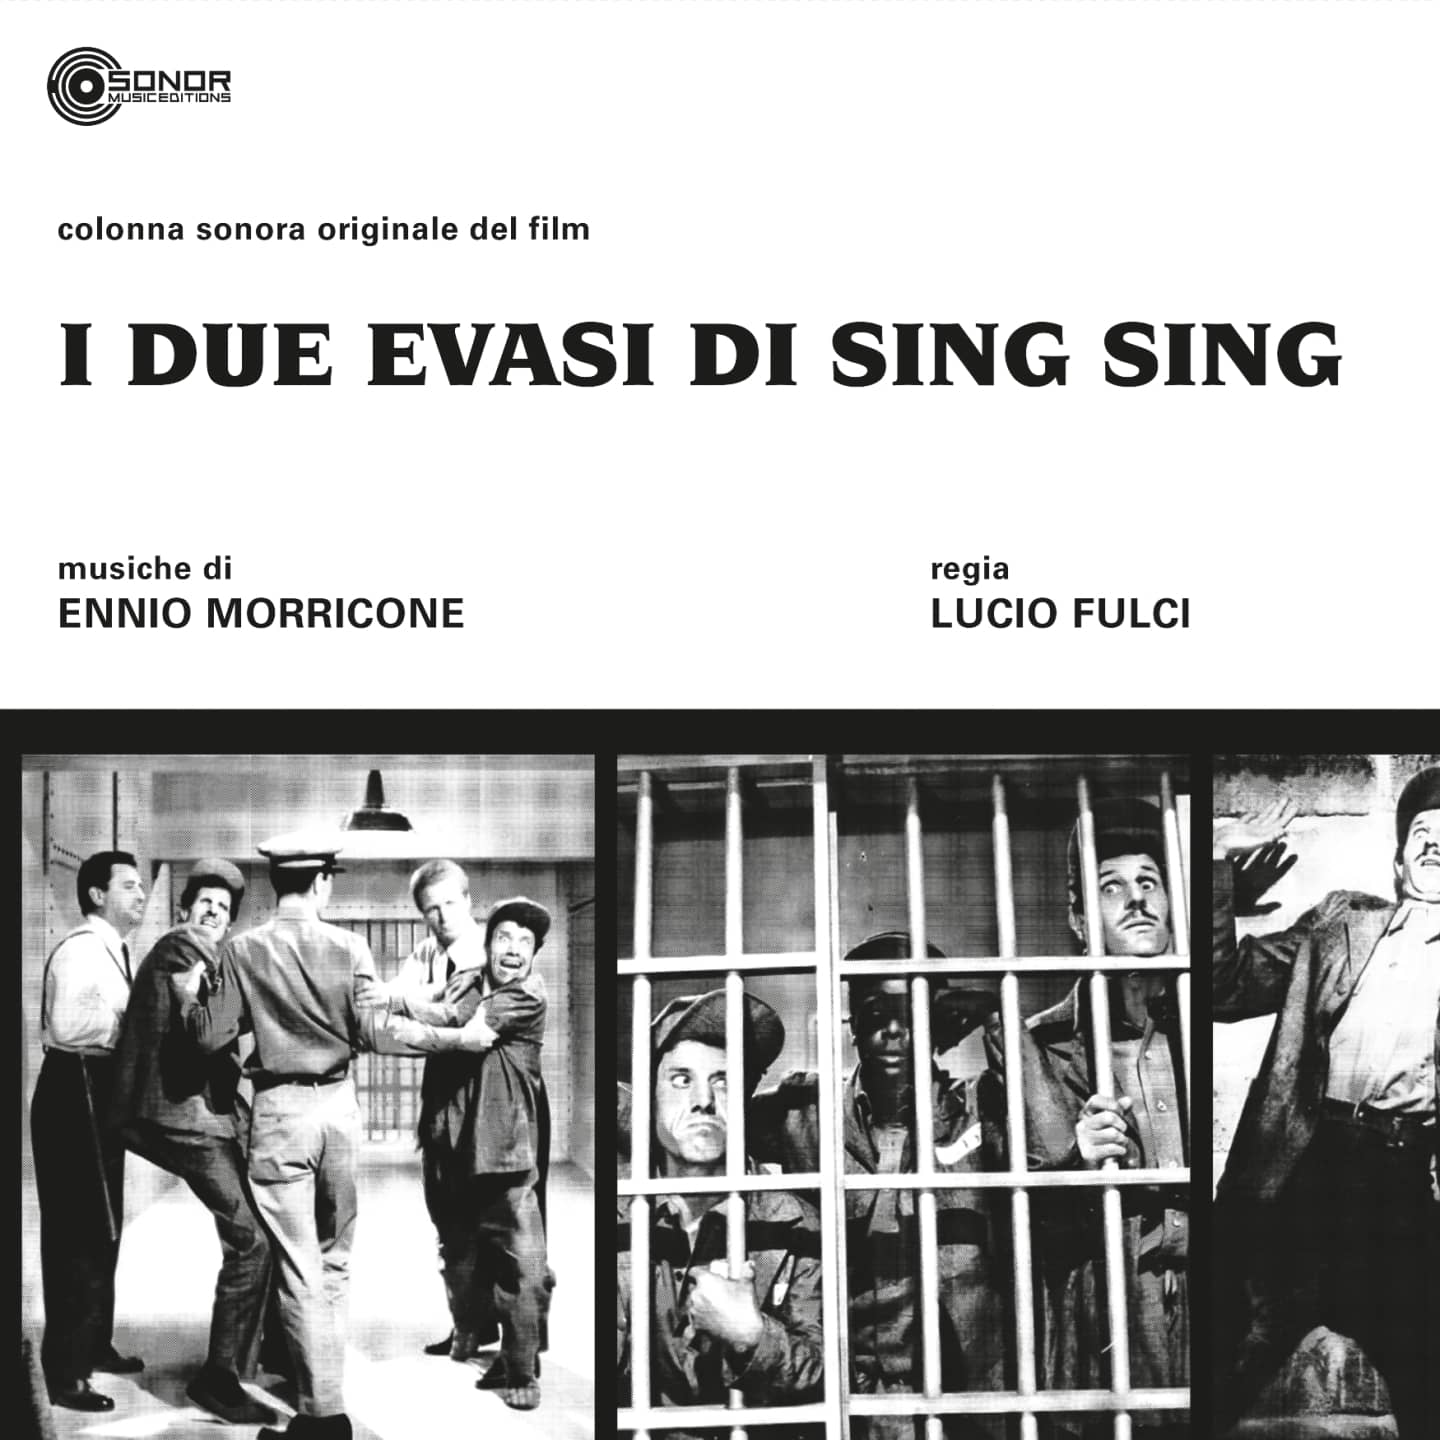 SONOR
MUSICEDITIONS
colonna sonora originale del film
I DUE EVASI DI SING SING
musiche di
ENNIO MORRICONE
regia
LUCIO FULCI